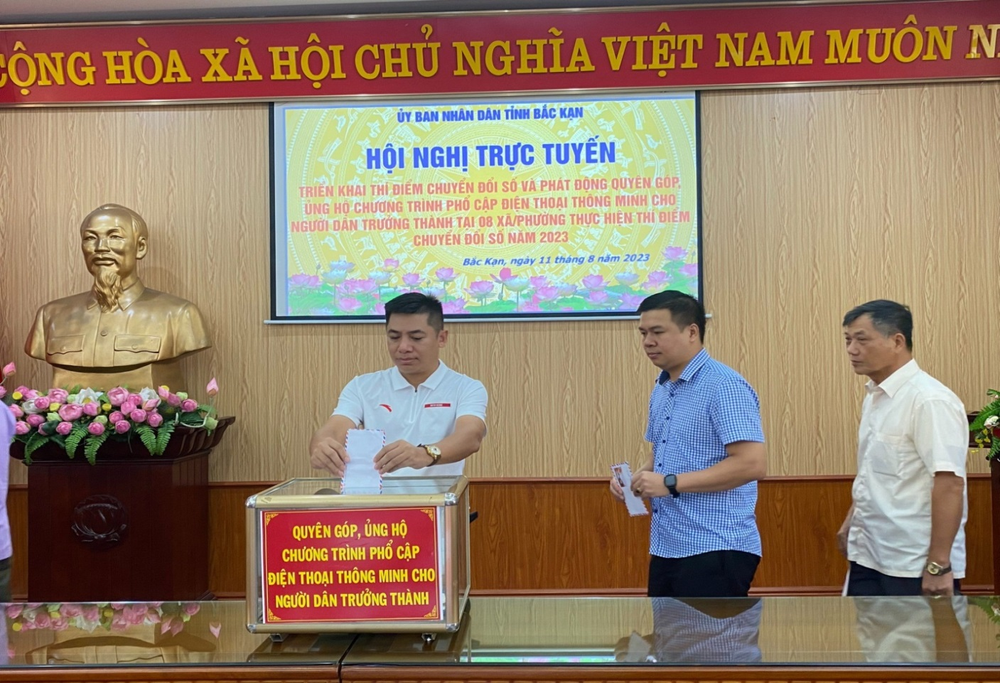 CỘNG HÒA XÃ HỘI CHỦ NGHĨA VIỆT NAM MUÔN N
ỦY BAN NHÂN DÂN TỈNH BẮC KẠN
HỘI NGHỊ TRỰC TUYẾN
TRIỂN KHAI THÍ ĐIỂM CHUYỂN ĐỔI SỐ VÀ PHÁT ĐỘNG QUYÊN GÓP,
ỦNG HỘ CHƯƠNG TRÌNH PHỔ CẬP ĐIỆN THOẠI THÔNG MINH CHO
NGƯỜI DÂN TRƯỞNG THÀNH TẠI 08 XÃ/PHƯỜNG THỰC HIỆN THÍ ĐIỂM
CHUYỂN ĐỔI SỐ NĂM 2023
Bắc Kạn, ngày 11 tháng 8 năm 2023
QUYÊN GÓP, ỦNG HỘ
CHƯƠNG TRÌNH PHỔ CẬP
ĐIỆN THOẠI THÔNG MINH CHO
NGƯỜI DÂN TRƯỞNG THÀNH